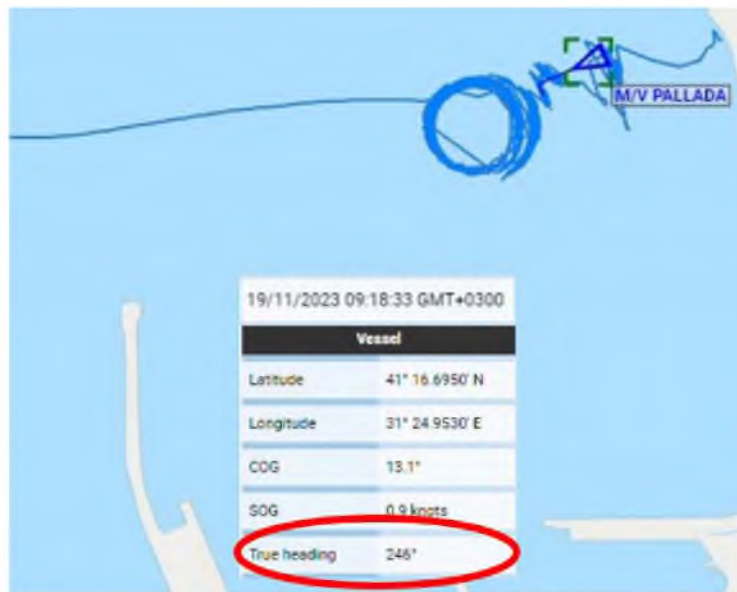 M/V PALLADA
19/11/2023 09:18:33 GMT+0300
Vessel
Latitude 41° 16.6950' N
Longitude 31° 24.9530' E
COG 13.1°
SOG 0.9 knots
True heading 246°